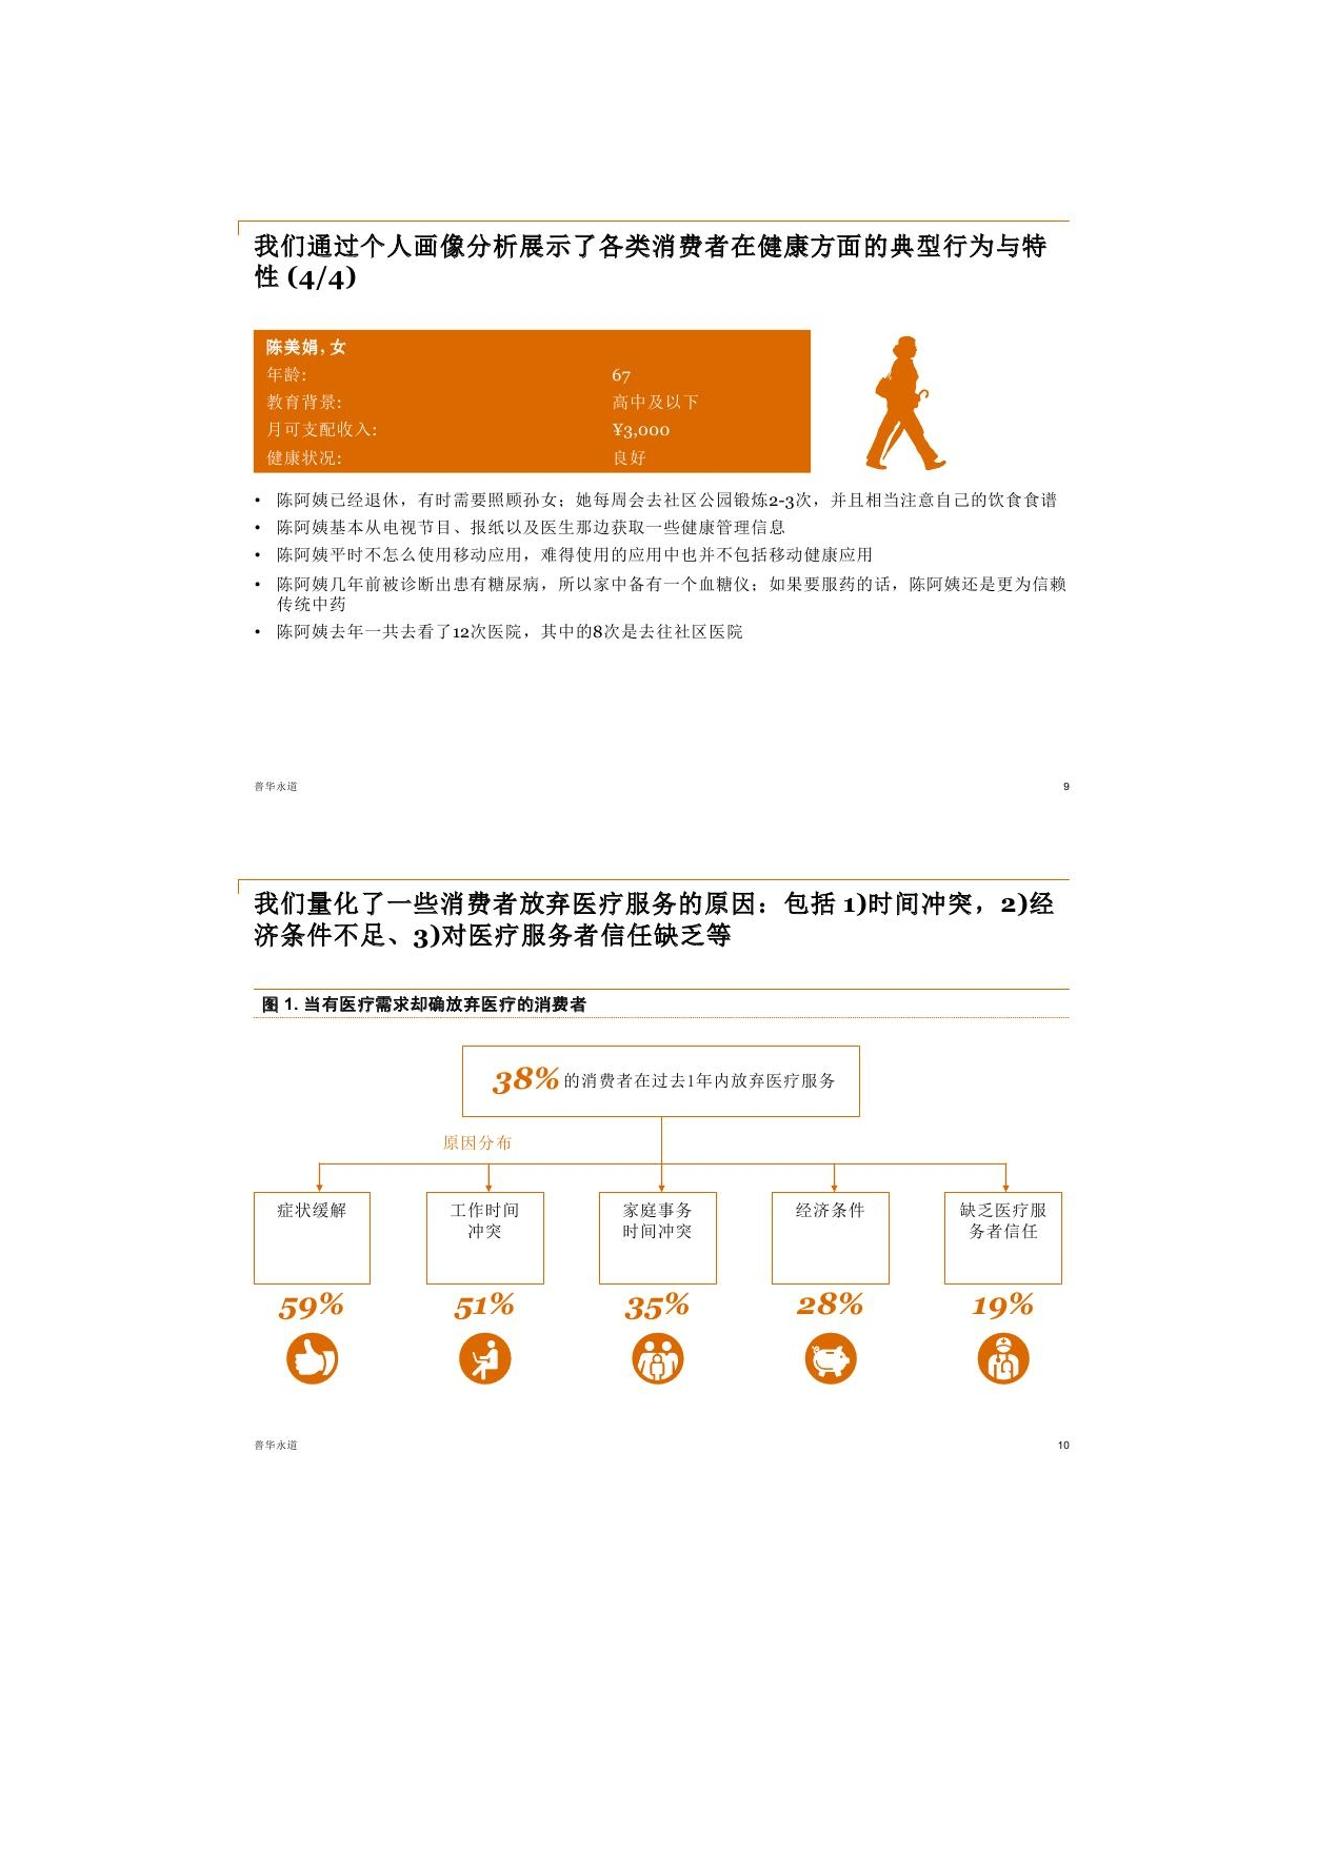 我们通过个人画像分析展示了各类消费者在健康方面的典型行为与特
性 (4/4)
陈美娟, 女
年龄: 67
教育背景: 高中及以下
月可支配收入: ¥3,000
健康状况: 良好
• 陈阿姨已经退休，有时需要照顾孙女；她每周会去社区公园锻炼2-3次，并且相当注意自己的饮食食谱
• 陈阿姨基本从电视节目、报纸以及医生那边获取一些健康管理信息
• 陈阿姨平时不怎么使用移动应用，难得使用的应用中也并不包括移动健康应用
• 陈阿姨几年前被诊断出患有糖尿病，所以家中备有一个血糖仪；如果要服药的话，陈阿姨还是更为信赖
传统中药
• 陈阿姨去年一共去看了12次医院，其中的8次是去往社区医院
普华永道 9
我们量化了一些消费者放弃医疗服务的原因：包括 1)时间冲突，2)经
济条件不足、3)对医疗服务者信任缺乏等
图 1. 当有医疗需求却确放弃医疗的消费者
38% 的消费者在过去1年内放弃医疗服务
原因分布
症状缓解
59%
工作时间
冲突
51%
家庭事务
时间冲突
35%
经济条件
28%
缺乏医疗服
务者信任
19%
普华永道 10